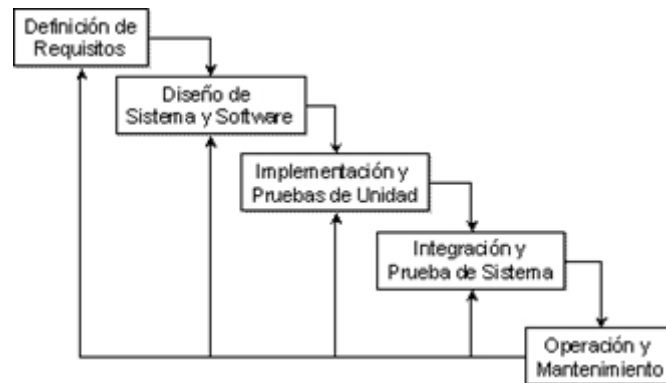 Definición de
Requisitos
Diseño de
Sistema y Software
Implementación y
Pruebas de Unidad
Integración y
Prueba de Sistema
Operación y
Mantenimiento